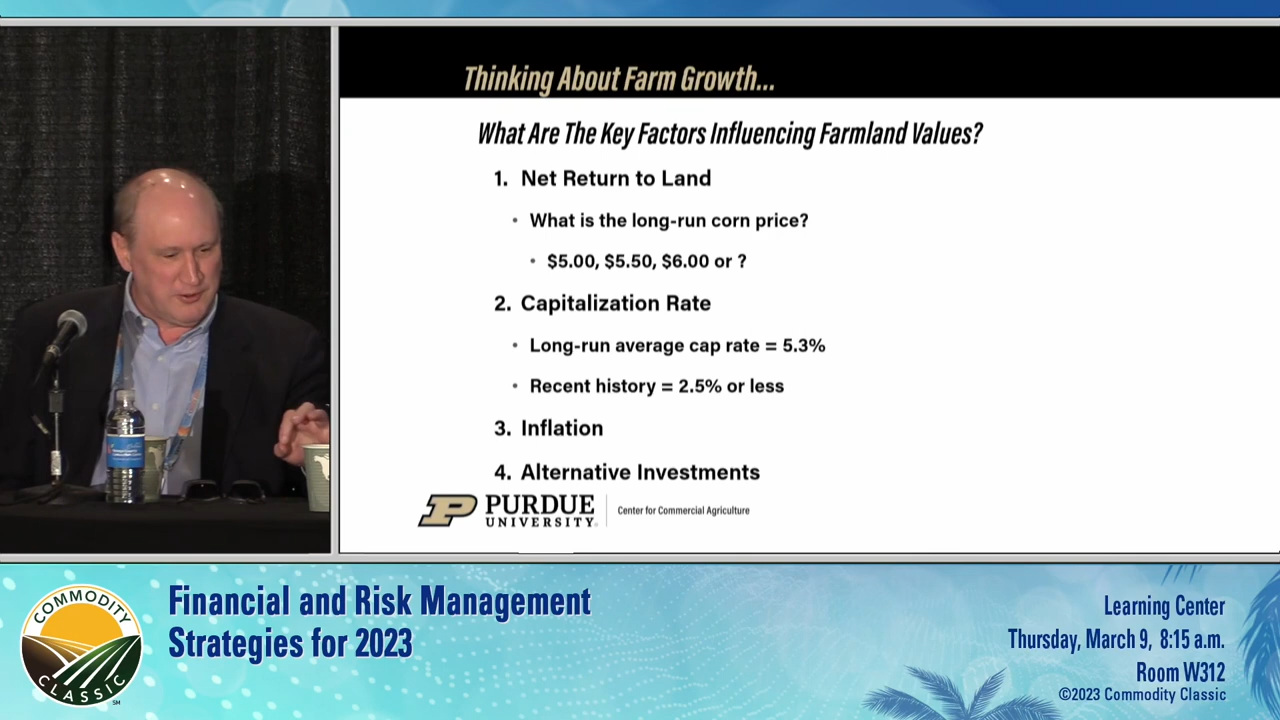 Thinking About Farm Growth...
What Are The Key Factors Influencing Farmland Values?
1. Net Return to Land
• What is the long-run corn price?
• $5.00, $5.50, $6.00 or ?
2. Capitalization Rate
• Long-run average cap rate = 5.3%
• Recent history = 2.5% or less
3. Inflation
4. Alternative Investments
P PURDUE UNIVERSITY® Center for Commercial Agriculture
COMMODITY CLASSIC SM
Financial and Risk Management
Strategies for 2023
Learning Center
Thursday, March 9, 8:15 a.m.
Room W312
©2023 Commodity Classic